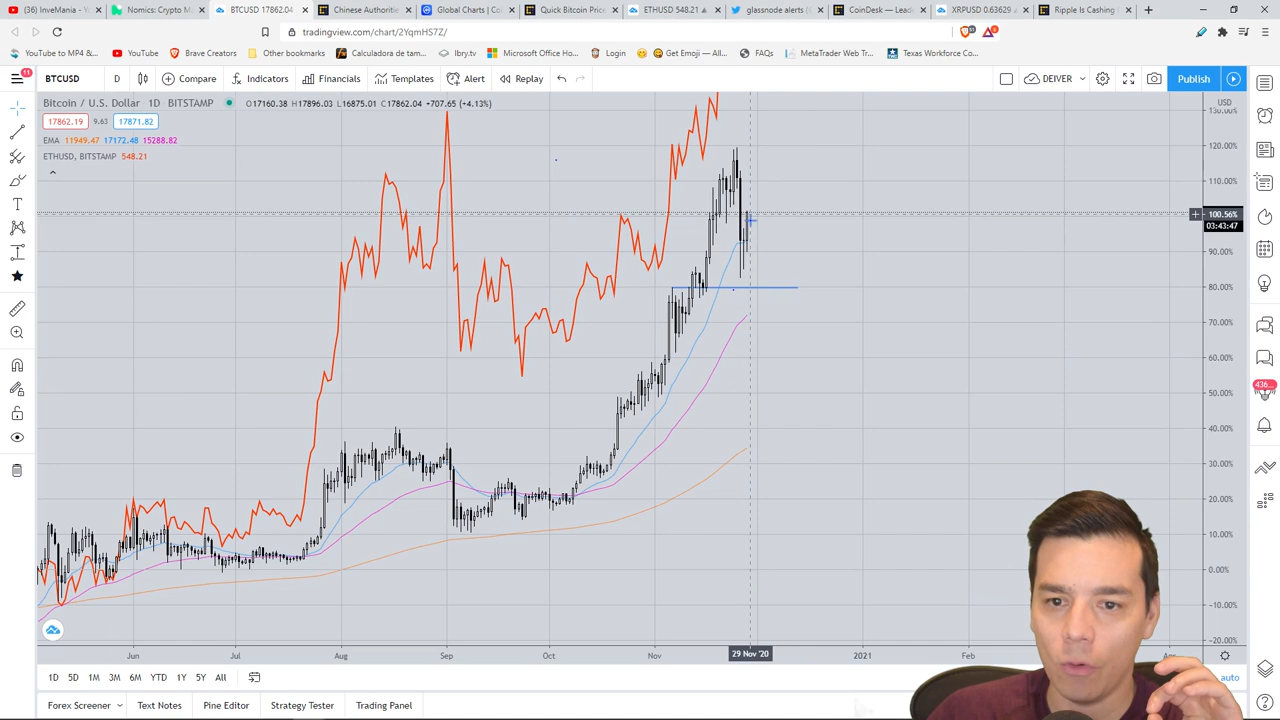 InveMania - Y
Nomics: Crypto M
BTCUSD 17862.04
Chinese Authoritie
Global Charts | Co
Quick Bitcoin Price
ETHUSD 548.21
glassnode alerts (
CoinDesk — Lead
XRPUSD 0.63629
Ripple Is Cashing
tradingview.com/chart/2YqmHS7Z/
YouTube to MP4 &...
YouTube
Brave Creators
Bounty
Calculadora de tam...
lbry.tv
Microsoft Office Ho...
Login
Get Emoji — All...
FAQs
MetaTrader Web Tr...
Texas Workforce Co...
11
BTCUSD
D
Compare
Indicators
Financials
Templates
Alert
Replay
DEIVER
Publish
Bitcoin / U.S. Dollar 1D BITSTAMP
O17160.38 H17896.03 L16875.01 C17862.04 +707.65 (+4.13%)
17862.19 9.63 17871.82
EMA 11949.47 17172.48 15288.82
ETHUSD, BITSTAMP 548.21
USD
130.00%
120.00%
110.00%
100.56%
03:43:47
90.00%
80.00%
70.00%
60.00%
50.00%
40.00%
30.00%
20.00%
10.00%
0.00%
-10.00%
-20.00%
436
Jun
Jul
Aug
Sep
Oct
Nov
29 Nov '20
2021
Feb
1D 5D 1M 3M 6M YTD 1Y 5Y All
auto
Forex Screener
Text Notes
Pine Editor
Strategy Tester
Trading Panel